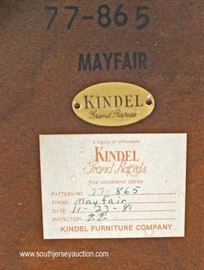 77-865
MAYFAIR
KINDEL
Grand Rapids
a legacy of refinement
KINDEL
Grand Rapids
fine occasional tables
PATTERN NO. 77-865
FINISH Mayfair
DATE 11-23-81
INSPECTED
KINDEL FURNITURE COMPANY
www.southjerseyauction.com